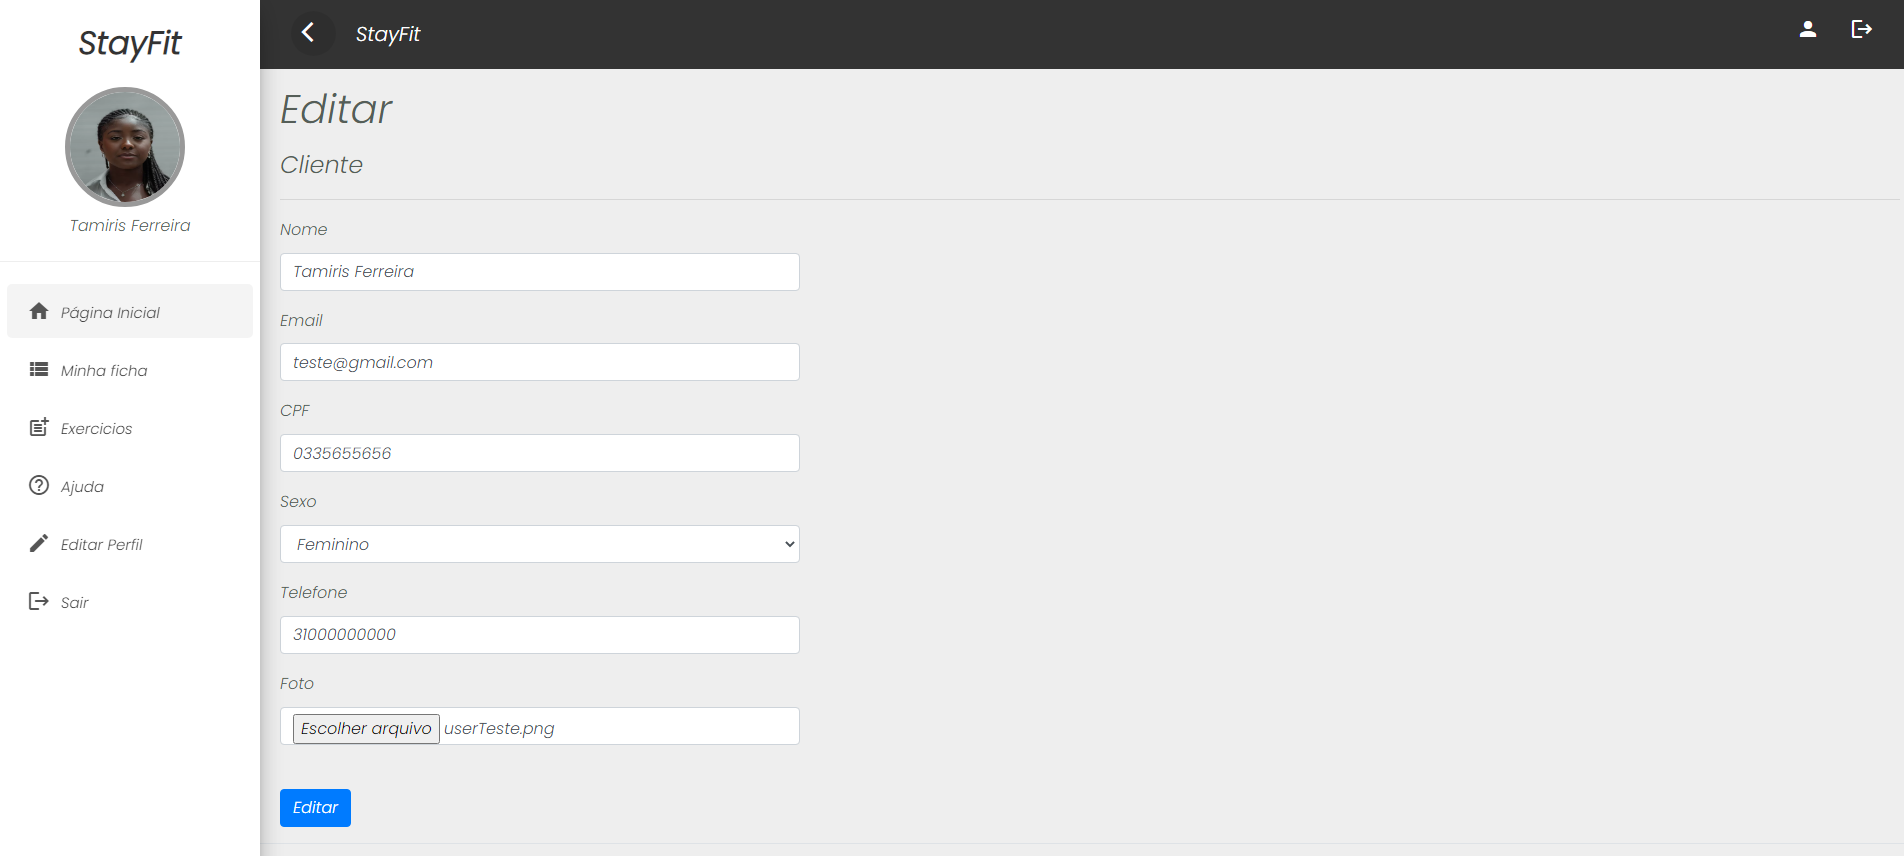 StayFit
Tamiris Ferreira
Página Inicial
Minha ficha
Exercicios
Ajuda
Editar Perfil
Sair
StayFit
Editar
Cliente
Nome
Tamiris Ferreira
Email
teste@gmail.com
CPF
0335655656
Sexo
Feminino
Telefone
31000000000
Foto
Escolher arquivo userTeste.png
Editar